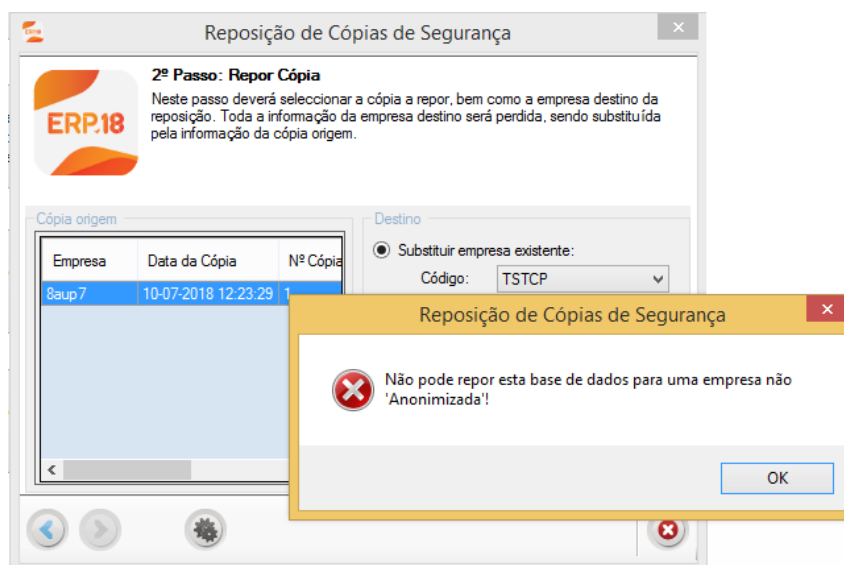 Reposição de Cópias de Segurança
2º Passo: Repor Cópia
Neste passo deverá seleccionar a cópia a repor, bem como a empresa destino da
reposição. Toda a informação da empresa destino será perdida, sendo substituída
pela informação da cópia origem.
ERP.18
Cópia origem
Destino
Empresa Data da Cópia Nº Cópia
Substituir empresa existente:
Código: TSTCP
8aup7 10-07-2018 12:23:29 1
Reposição de Cópias de Segurança
Não pode repor esta base de dados para uma empresa não
'Anonimizada'!
OK